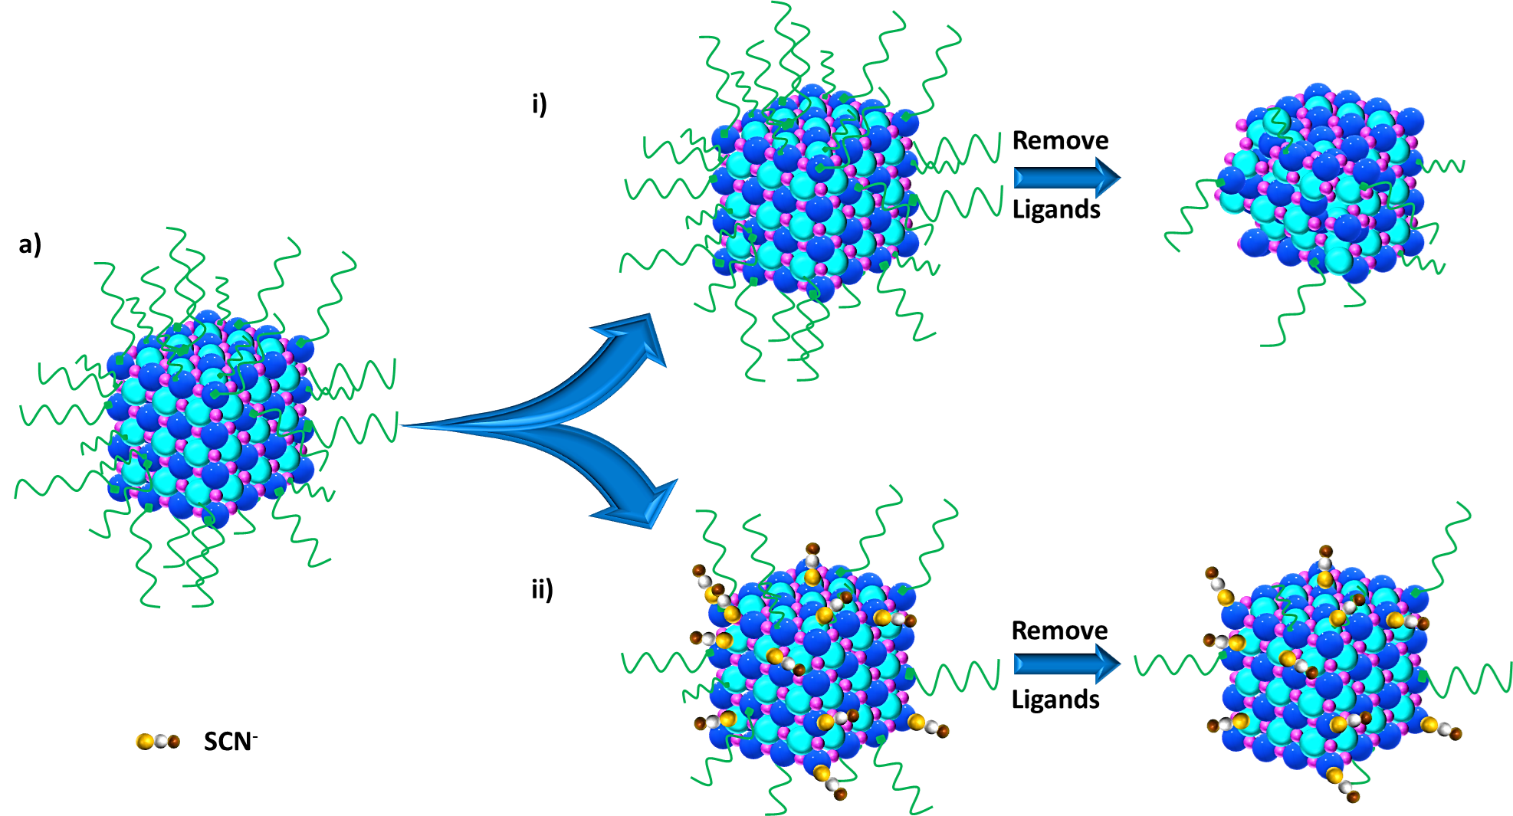 i)
Remove
Ligands
a)
ii)
Remove
Ligands
SCN⁻